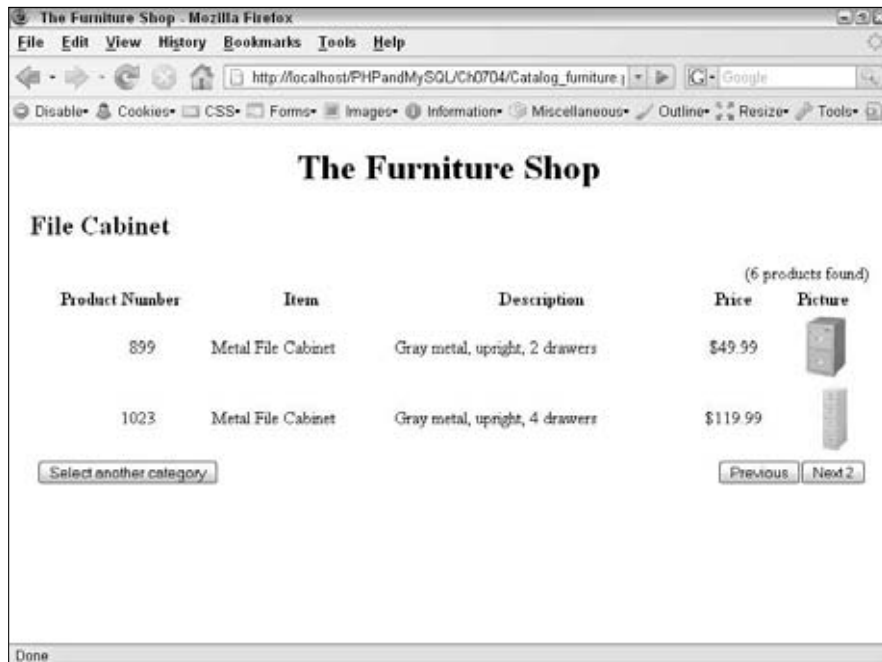 The Furniture Shop - Mozilla Firefox
File Edit View History Bookmarks Tools Help
http://localhost/PHPandMySQL/Ch0704/Catalog_furniture.p Google
Disable Cookies CSS Forms Images Information Miscellaneous Outline Resize Tools
The Furniture Shop
File Cabinet
(6 products found)
Product Number Item Description Price Picture
899 Metal File Cabinet Gray metal, upright, 2 drawers $49.99
1023 Metal File Cabinet Gray metal, upright, 4 drawers $119.99
Select another category Previous Next 2
Done